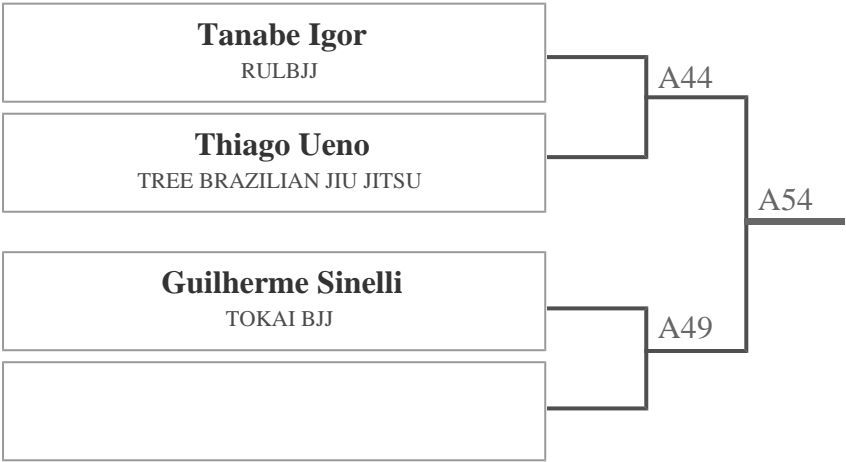 Tanabe Igor
RULBJJ
A44
Thiago Ueno
TREE BRAZILIAN JIU JITSU
A54
Guilherme Sinelli
TOKAI BJJ
A49